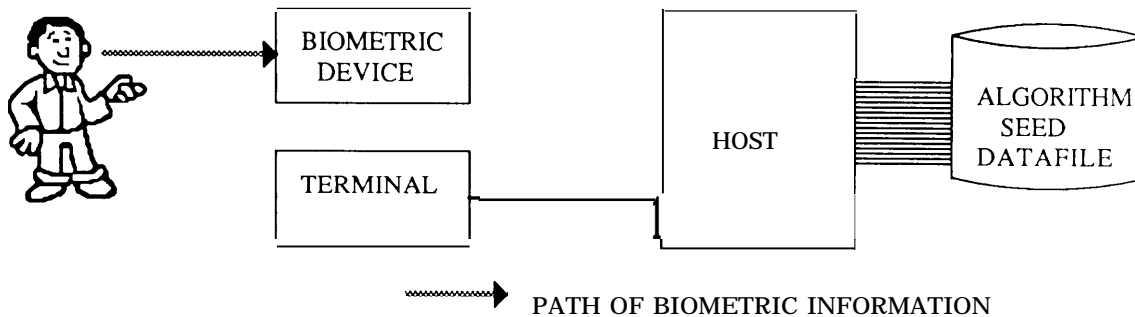 BIOMETRIC
DEVICE
TERMINAL
HOST
ALGORITHM
SEED
DATAFILE
PATH OF BIOMETRIC INFORMATION